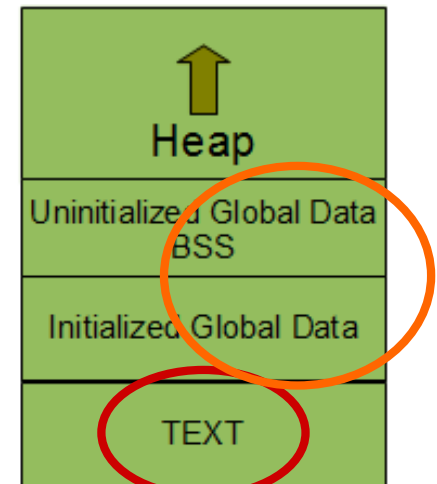 Heap
Uninitialized Global Data
BSS
Initialized Global Data
TEXT